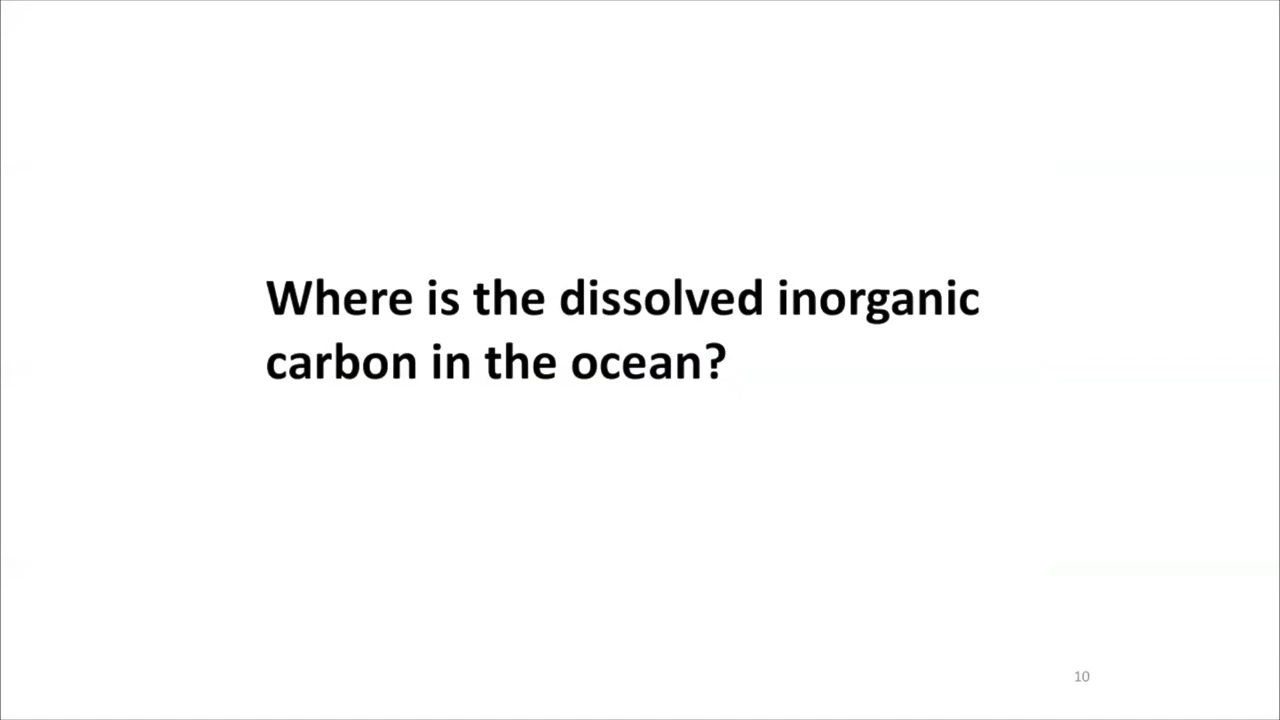 Where is the dissolved inorganic
carbon in the ocean?
10